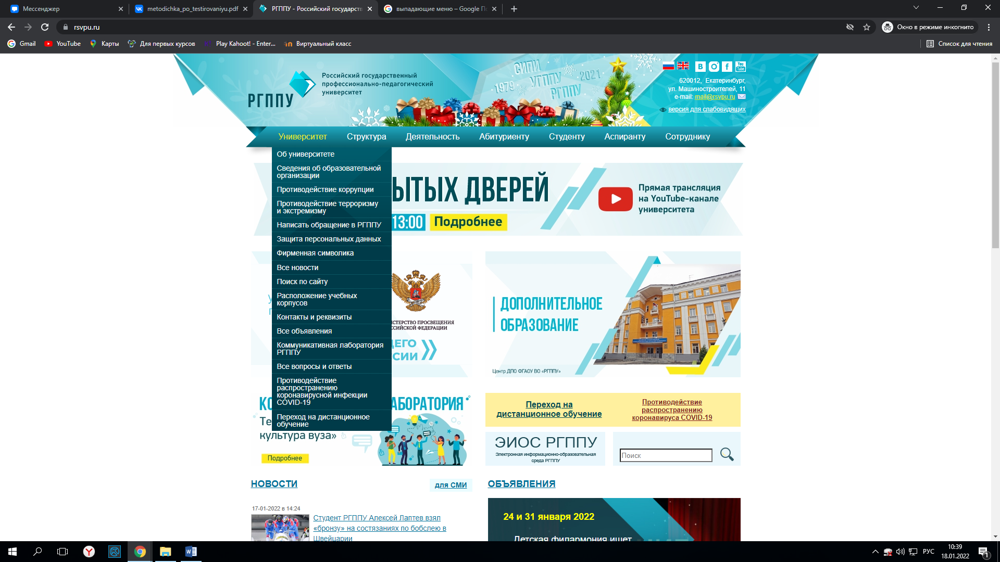 Мессенджер
metodichka_po_testirovaniyu.pdf
РГППУ - Российский государств
выпадающие меню – Google По
rsvpu.ru
Окно в режиме инкогнито
Gmail
YouTube
Карты
Для первых курсов
Play Kahoot! - Enter...
Виртуальный класс
Список для чтения
РГППУ
Российский государственный
профессионально-педагогический
университет
1979
СИПИ
УГППУ
РГППУ
2021
You
Tube
620012, Екатеринбург,
ул. Машиностроителей, 11
e-mail: mail@rsvpu.ru
версия для слабовидящих
Университет
Структура
Деятельность
Абитуриенту
Студенту
Аспиранту
Сотруднику
Об университете
Сведения об образовательной
организации
Противодействие коррупции
Противодействие терроризму
и экстремизму
Написать обращение в РГППУ
Защита персональных данных
Фирменная символика
Все новости
Поиск по сайту
Расположение учебных
корпусов
Контакты и реквизиты
Все объявления
Коммуникативная лаборатория
РГППУ
Все вопросы и ответы
Противодействие
распространению
коронавирусной инфекции
COVID-19
Переход на дистанционное
обучение
ЫТЫХ ДВЕРЕЙ
13:00
Подробнее
Прямая трансляция
на YouTube-канале
университета
СТЕРСТВО ПРОСВЕЩЕНИЯ
ССИЙСКОЙ ФЕДЕРАЦИИ
ЩЕГО
СИИ
ДОПОЛНИТЕЛЬНОЕ
ОБРАЗОВАНИЕ
Центр ДПО ФГАОУ ВО «РГППУ»
КО
АБОРАТОРИЯ
Те
культура вуза»
Подробнее
Переход на
дистанционное обучение
Противодействие
распространению
коронавируса COVID-19
ЭИОС РГППУ
Электронная информационно-образовательная
среда РГППУ
Поиск
НОВОСТИ
для СМИ
ОБЪЯВЛЕНИЯ
17-01-2022 в 14:24
Студент РГППУ Алексей Лаптев взял
«бронзу» на состязаниях по бобслею в
Швейцарии
24 и 31 января 2022
Детская филармония ищет
РУС
10:39
18.01.2022
1